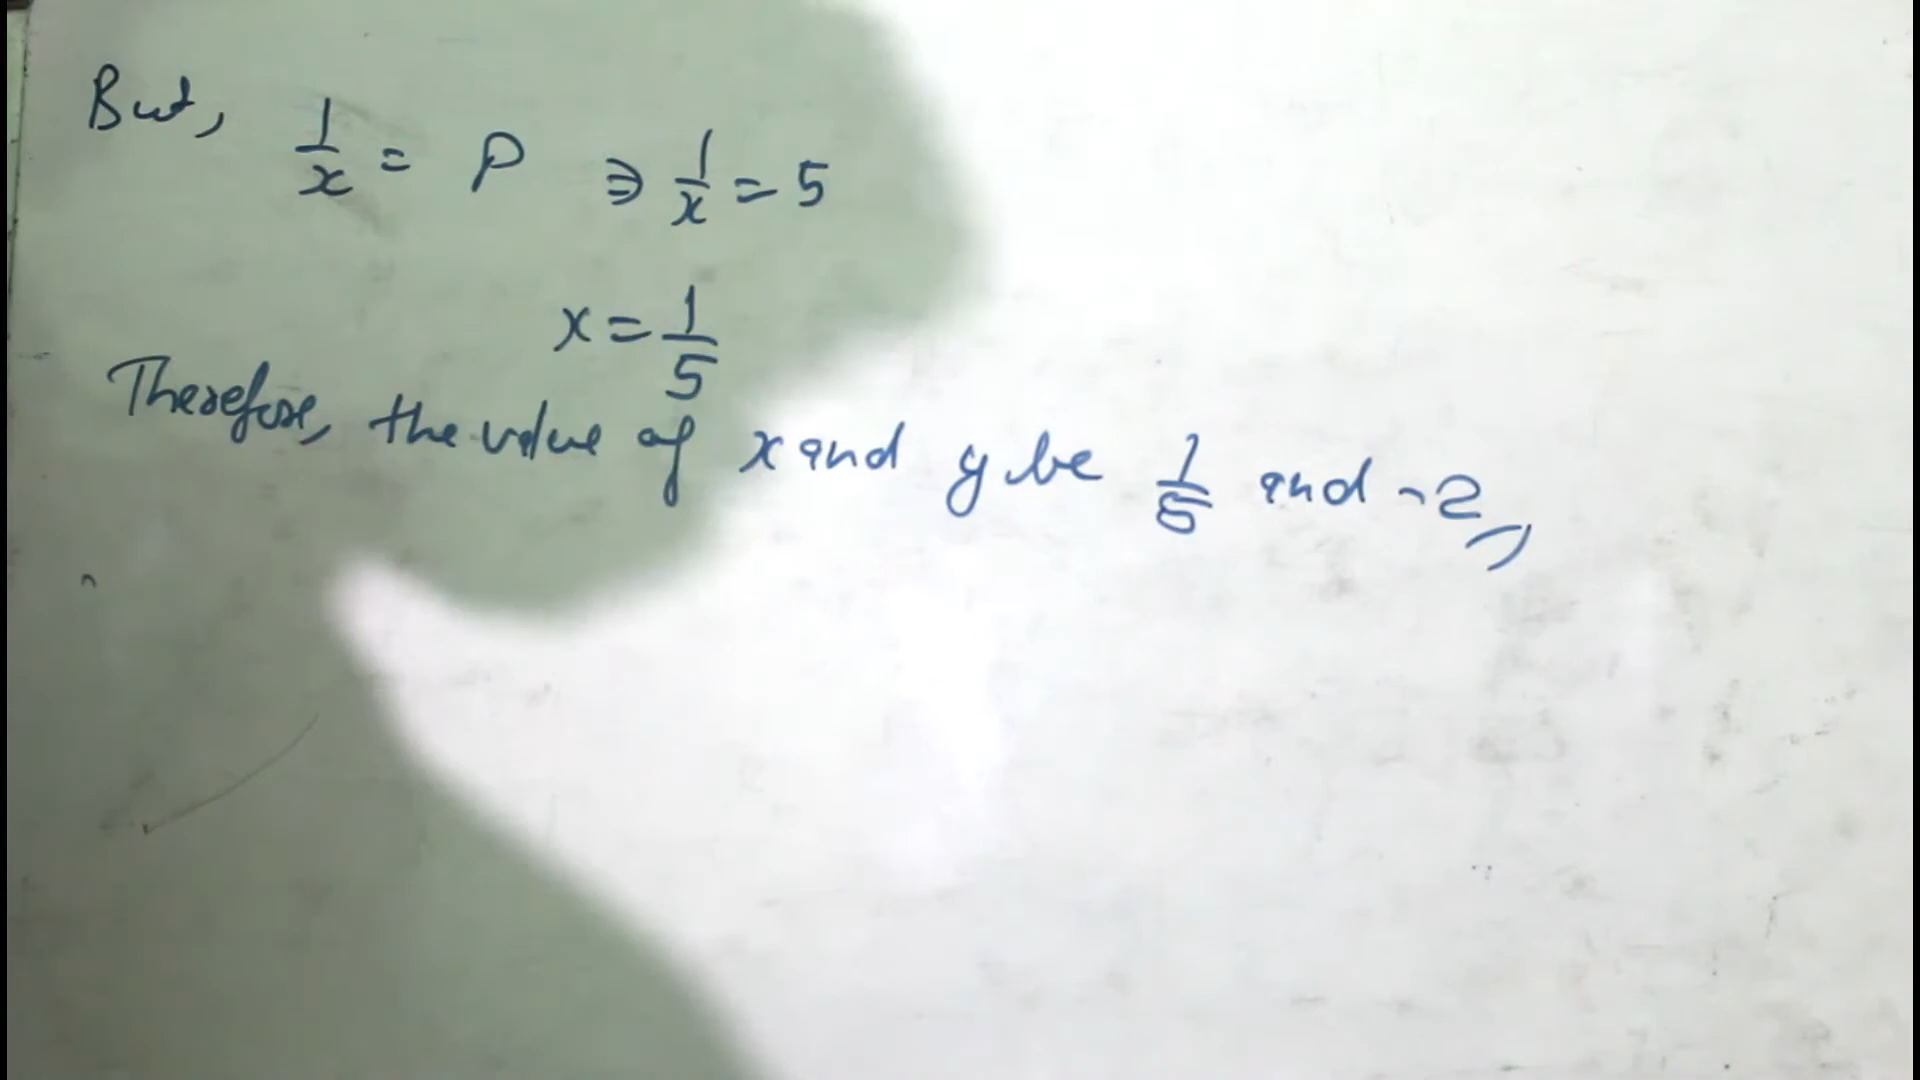 But, 1/x = P ⇒ 1/x = 5
x = 1/5
Therefore, the value of x and y be 1/5 and -2,